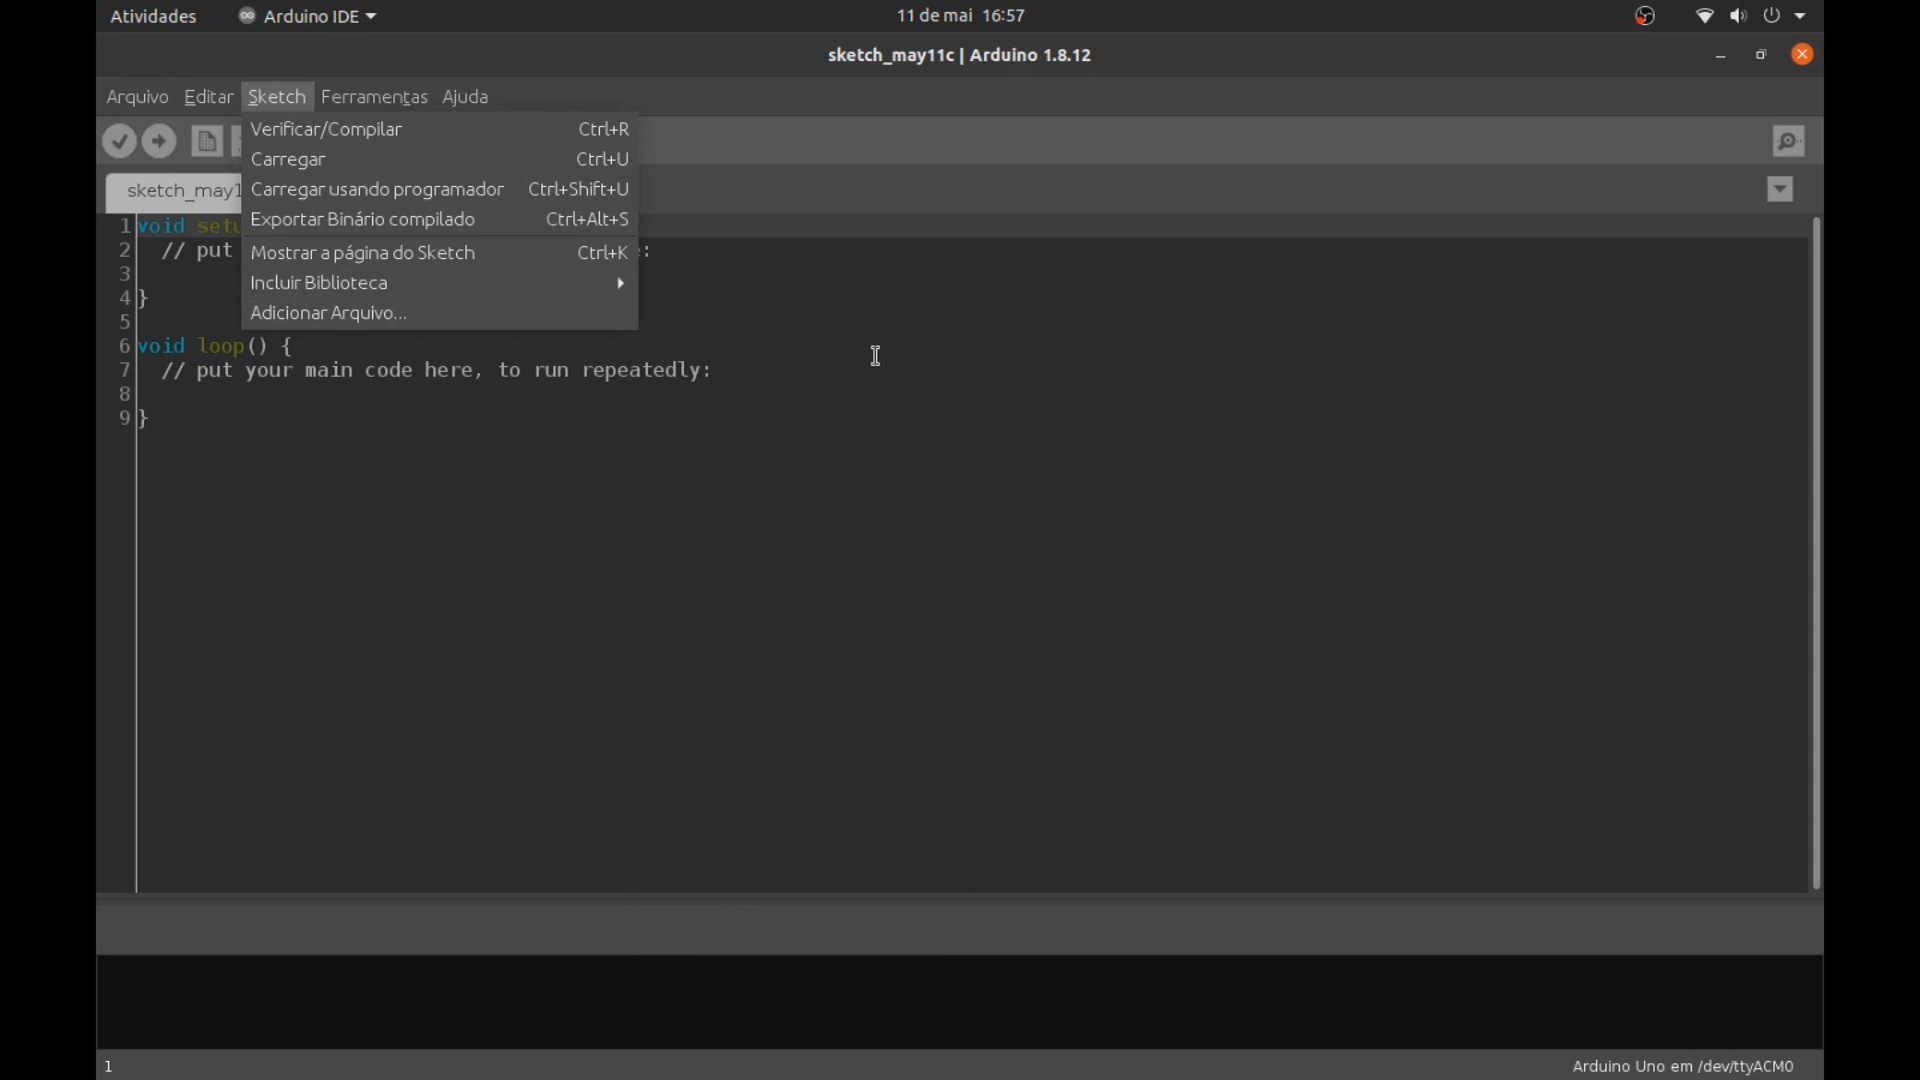 Atividades Arduino IDE 11 de mai 16:57
sketch_may11c | Arduino 1.8.12
Arquivo Editar Sketch Ferramentas Ajuda
Verificar/Compilar Ctrl+R
Carregar Ctrl+U
Carregar usando programador Ctrl+Shift+U
Exportar Binário compilado Ctrl+Alt+S
Mostrar a página do Sketch Ctrl+K
Incluir Biblioteca
Adicionar Arquivo...
sketch_may1
1 void setu
2 // put :
3
4 }
5
6 void loop() {
7 // put your main code here, to run repeatedly:
8
9 }
1 Arduino Uno em /dev/ttyACM0